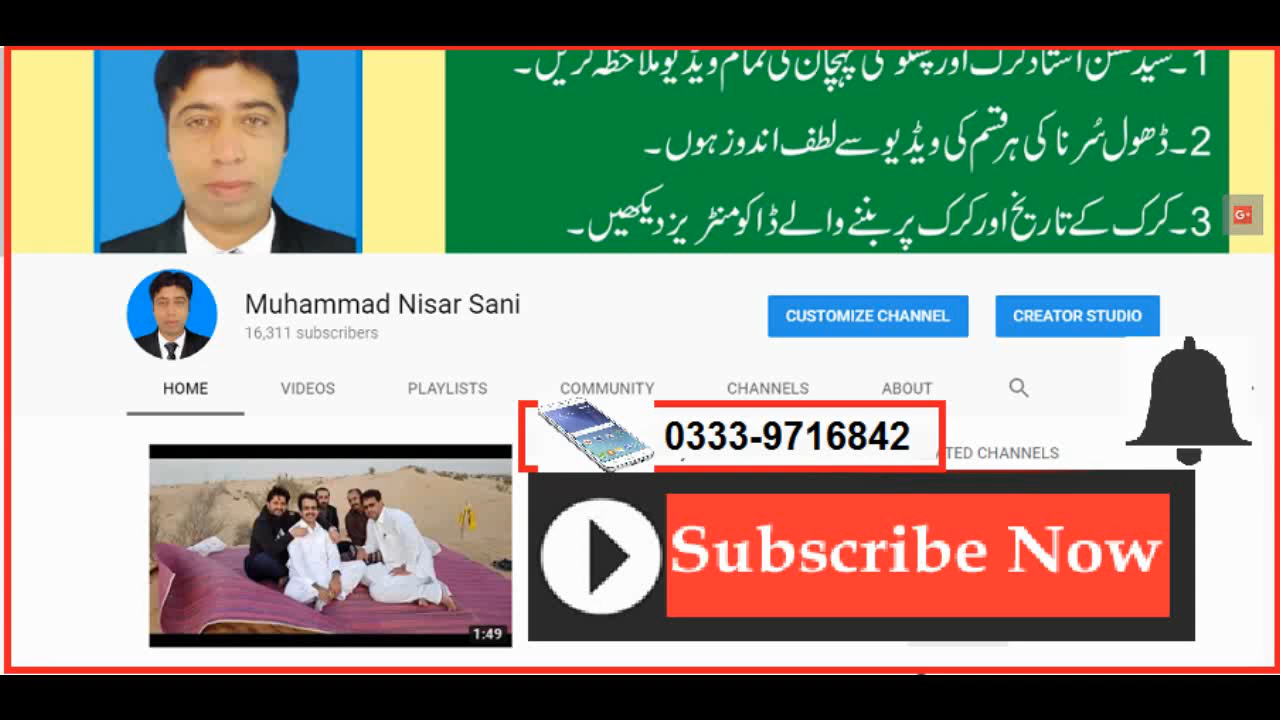 1۔سید حسن استاد کرک اور پشتو کی پہچان کی تمام ویڈیو ملاحظہ کریں۔
2۔ڈھول سُرنا کی ہر قسم کی ویڈیو سے لطف اندوز ہوں۔
3۔کرک کے تاریخ اور کرک پر بننے والے ڈاکومنٹریز دیکھیں۔
G+
Muhammad Nisar Sani
16,311 subscribers
CUSTOMIZE CHANNEL
CREATOR STUDIO
HOME VIDEOS PLAYLISTS COMMUNITY CHANNELS ABOUT
0333-9716842
TED CHANNELS
Subscribe Now
1:49